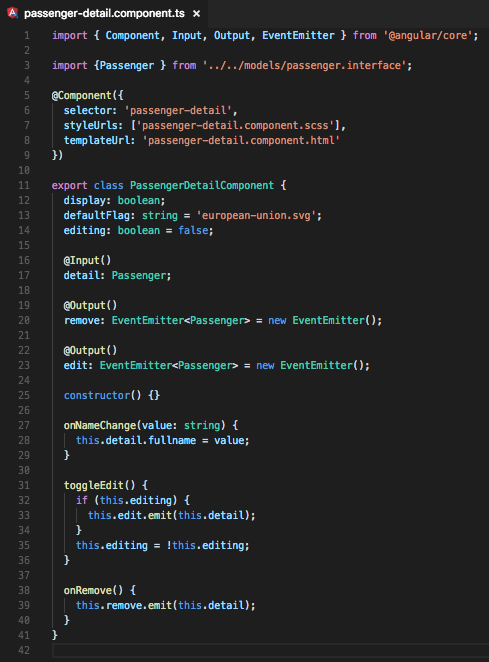 passenger-detail.component.ts ×
1 import { Component, Input, Output, EventEmitter } from '@angular/core';
2
3 import {Passenger } from '../../models/passenger.interface';
4
5 @Component({
6   selector: 'passenger-detail',
7   styleUrls: ['passenger-detail.component.scss'],
8   templateUrl: 'passenger-detail.component.html'
9 })
10
11 export class PassengerDetailComponent {
12   display: boolean;
13   defaultFlag: string = 'european-union.svg';
14   editing: boolean = false;
15
16   @Input()
17   detail: Passenger;
18
19   @Output()
20   remove: EventEmitter<Passenger> = new EventEmitter();
21
22   @Output()
23   edit: EventEmitter<Passenger> = new EventEmitter();
24
25   constructor() {}
26
27   onNameChange(value: string) {
28     this.detail.fullname = value;
29   }
30
31   toggleEdit() {
32     if (this.editing) {
33       this.edit.emit(this.detail);
34     }
35     this.editing = !this.editing;
36   }
37
38   onRemove() {
39     this.remove.emit(this.detail);
40   }
41 }
42